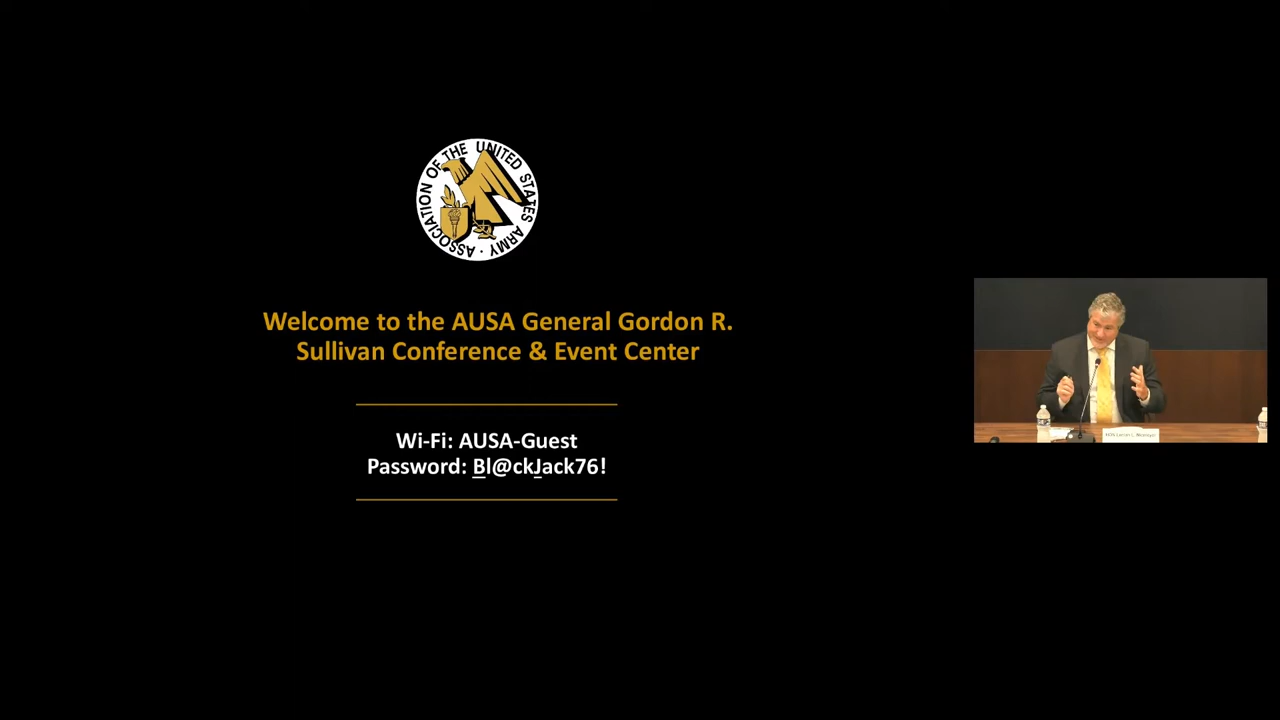 ASSOCIATION OF THE UNITED STATES ARMY ·
Welcome to the AUSA General Gordon R.
Sullivan Conference & Event Center
Wi-Fi: AUSA-Guest
Password: Bl@ckJack76!